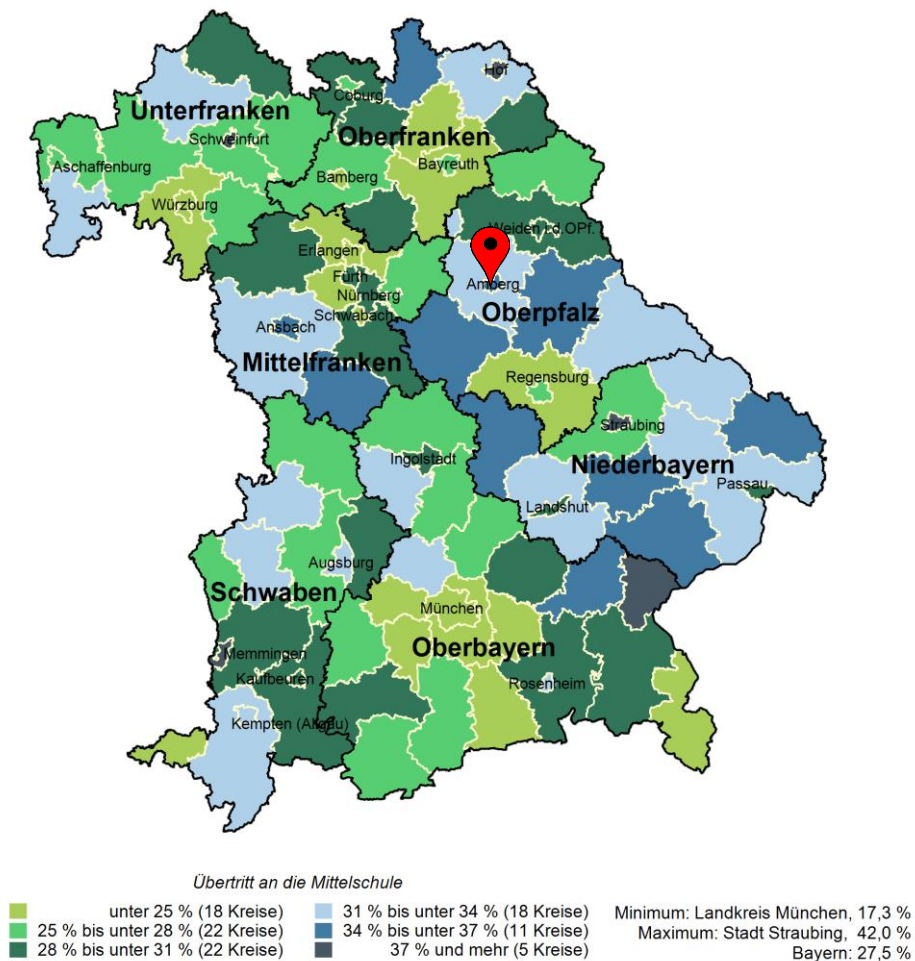 Hof
Coburg
Unterfranken
Oberfranken
Schweinfurt
Aschaffenburg
Bayreuth
Bamberg
Würzburg
Weiden i.d.OPf.
Erlangen
Fürth
Amberg
Nürnberg
Schwabach
Oberpfalz
Ansbach
Mittelfranken
Regensburg
Straubing
Ingolstadt
Niederbayern
Passau
Landshut
Augsburg
Schwaben
München
Oberbayern
Memmingen
Kaufbeuren
Rosenheim
Kempten (Allgäu)
Übertritt an die Mittelschule
unter 25 % (18 Kreise) 31 % bis unter 34 % (18 Kreise) Minimum: Landkreis München, 17,3 %
25 % bis unter 28 % (22 Kreise) 34 % bis unter 37 % (11 Kreise) Maximum: Stadt Straubing, 42,0 %
28 % bis unter 31 % (22 Kreise) 37 % und mehr (5 Kreise) Bayern: 27,5 %